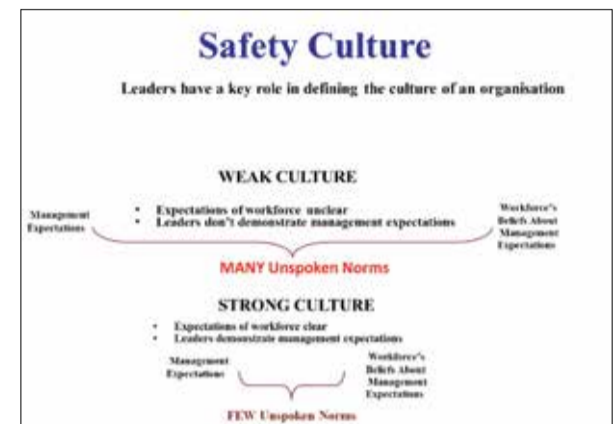 Safety Culture
Leaders have a key role in defining the culture of an organisation
WEAK CULTURE
• Expectations of workforce unclear
• Leaders don't demonstrate management expectations
Management
Expectations
Workforce's
Beliefs About
Management
Expectations
MANY Unspoken Norms
STRONG CULTURE
• Expectations of workforce clear
• Leaders demonstrate management expectations
Management
Expectations
Workforce's
Beliefs About
Management
Expectations
FEW Unspoken Norms